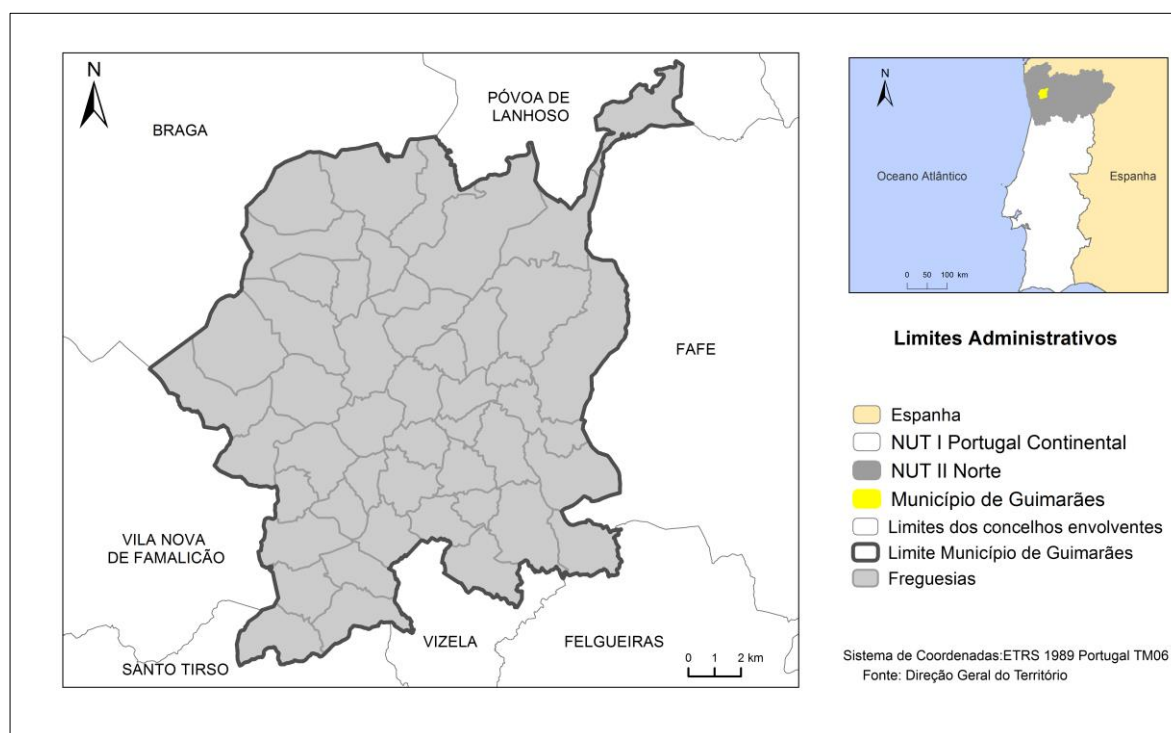 N
BRAGA
PÓVOA DE
LANHOSO
FAFE
VILA NOVA
DE FAMALICÃO
SANTO TIRSO
VIZELA
FELGUEIRAS
0 1 2 km
N
Oceano Atlântico
Espanha
0 50 100 km
Limites Administrativos
Espanha
NUT I Portugal Continental
NUT II Norte
Município de Guimarães
Limites dos concelhos envolventes
Limite Município de Guimarães
Freguesias
Sistema de Coordenadas:ETRS 1989 Portugal TM06
Fonte: Direção Geral do Território